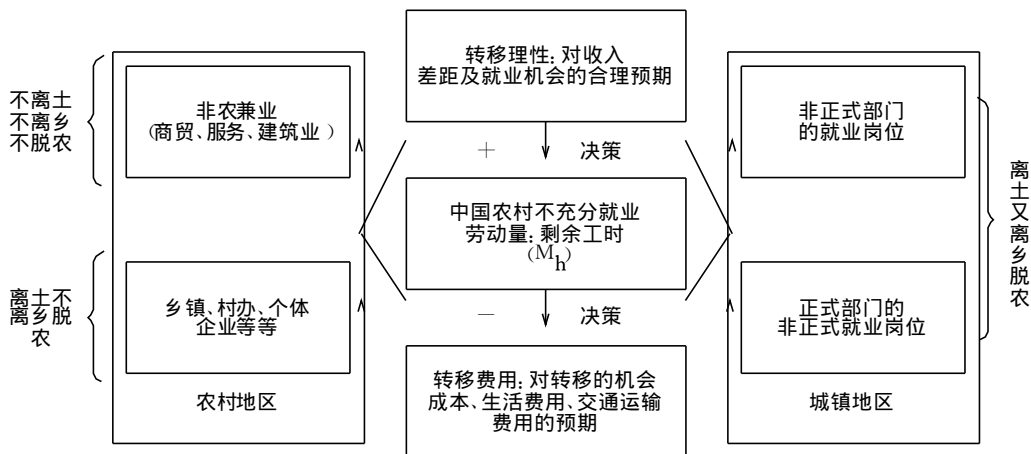 不离土
不离乡
不脱农
非农兼业
(商贸、服务、建筑业)
离土不
离乡脱
农
乡镇、村办、个体
企业等等
农村地区
转移理性:对收入
差距及就业机会的合理预期
+
决策
中国农村不充分就业
劳动量:剩余工时
(Mh)
－
决策
转移费用:对转移的机会
成本、生活费用、交通运输
费用的预期
非正式部门
的就业岗位
正式部门的
非正式就业岗位
城镇地区
离土又离乡脱农